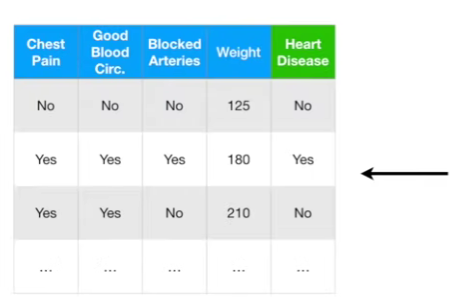 Chest Pain | Good Blood Circ. | Blocked Arteries | Weight | Heart Disease
No | No | No | 125 | No
Yes | Yes | Yes | 180 | Yes
Yes | Yes | No | 210 | No
... | ... | ... | ... | ...